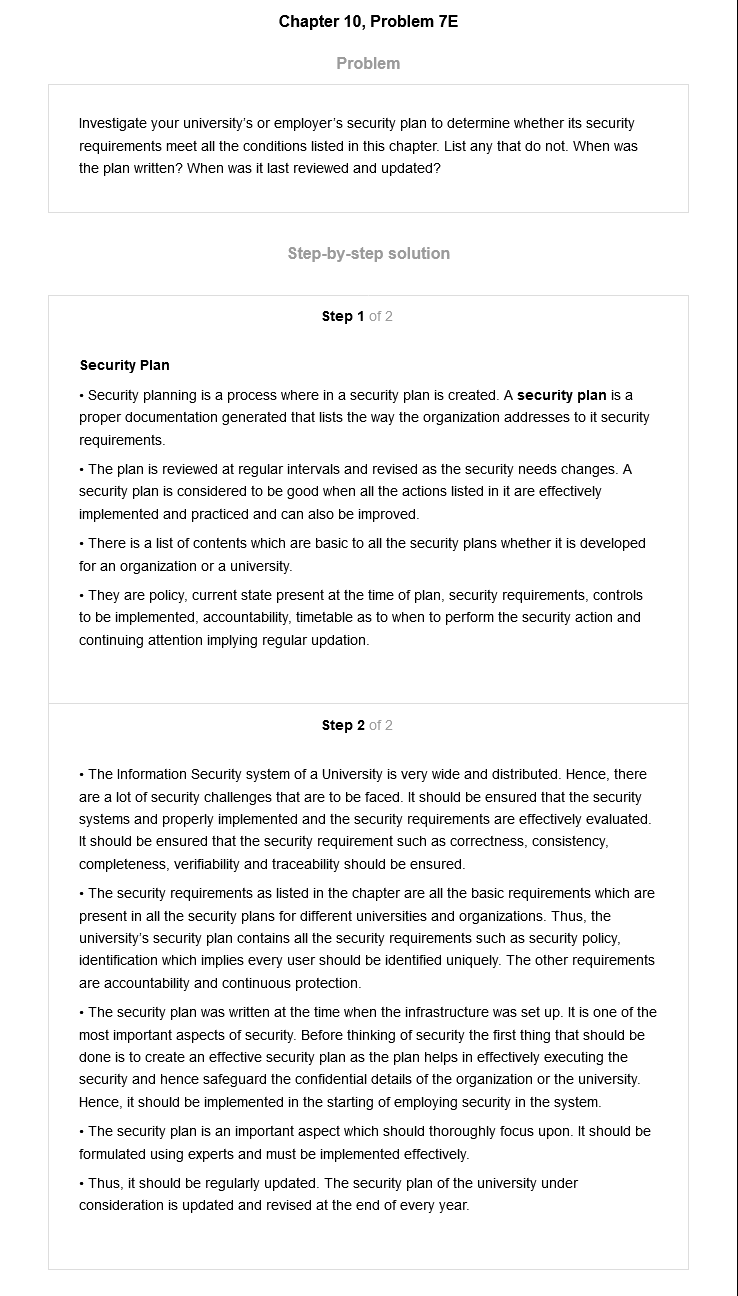 Chapter 10, Problem 7E
Problem
Investigate your university's or employer's security plan to determine whether its security
requirements meet all the conditions listed in this chapter. List any that do not. When was
the plan written? When was it last reviewed and updated?
Step-by-step solution
Step 1 of 2
Security Plan
• Security planning is a process where in a security plan is created. A security plan is a
proper documentation generated that lists the way the organization addresses to it security
requirements.
• The plan is reviewed at regular intervals and revised as the security needs changes. A
security plan is considered to be good when all the actions listed in it are effectively
implemented and practiced and can also be improved.
• There is a list of contents which are basic to all the security plans whether it is developed
for an organization or a university.
• They are policy, current state present at the time of plan, security requirements, controls
to be implemented, accountability, timetable as to when to perform the security action and
continuing attention implying regular updation.
Step 2 of 2
• The Information Security system of a University is very wide and distributed. Hence, there
are a lot of security challenges that are to be faced. It should be ensured that the security
systems and properly implemented and the security requirements are effectively evaluated.
It should be ensured that the security requirement such as correctness, consistency,
completeness, verifiability and traceability should be ensured.
• The security requirements as listed in the chapter are all the basic requirements which are
present in all the security plans for different universities and organizations. Thus, the
university's security plan contains all the security requirements such as security policy,
identification which implies every user should be identified uniquely. The other requirements
are accountability and continuous protection.
• The security plan was written at the time when the infrastructure was set up. It is one of the
most important aspects of security. Before thinking of security the first thing that should be
done is to create an effective security plan as the plan helps in effectively executing the
security and hence safeguard the confidential details of the organization or the university.
Hence, it should be implemented in the starting of employing security in the system.
• The security plan is an important aspect which should thoroughly focus upon. It should be
formulated using experts and must be implemented effectively.
• Thus, it should be regularly updated. The security plan of the university under
consideration is updated and revised at the end of every year.